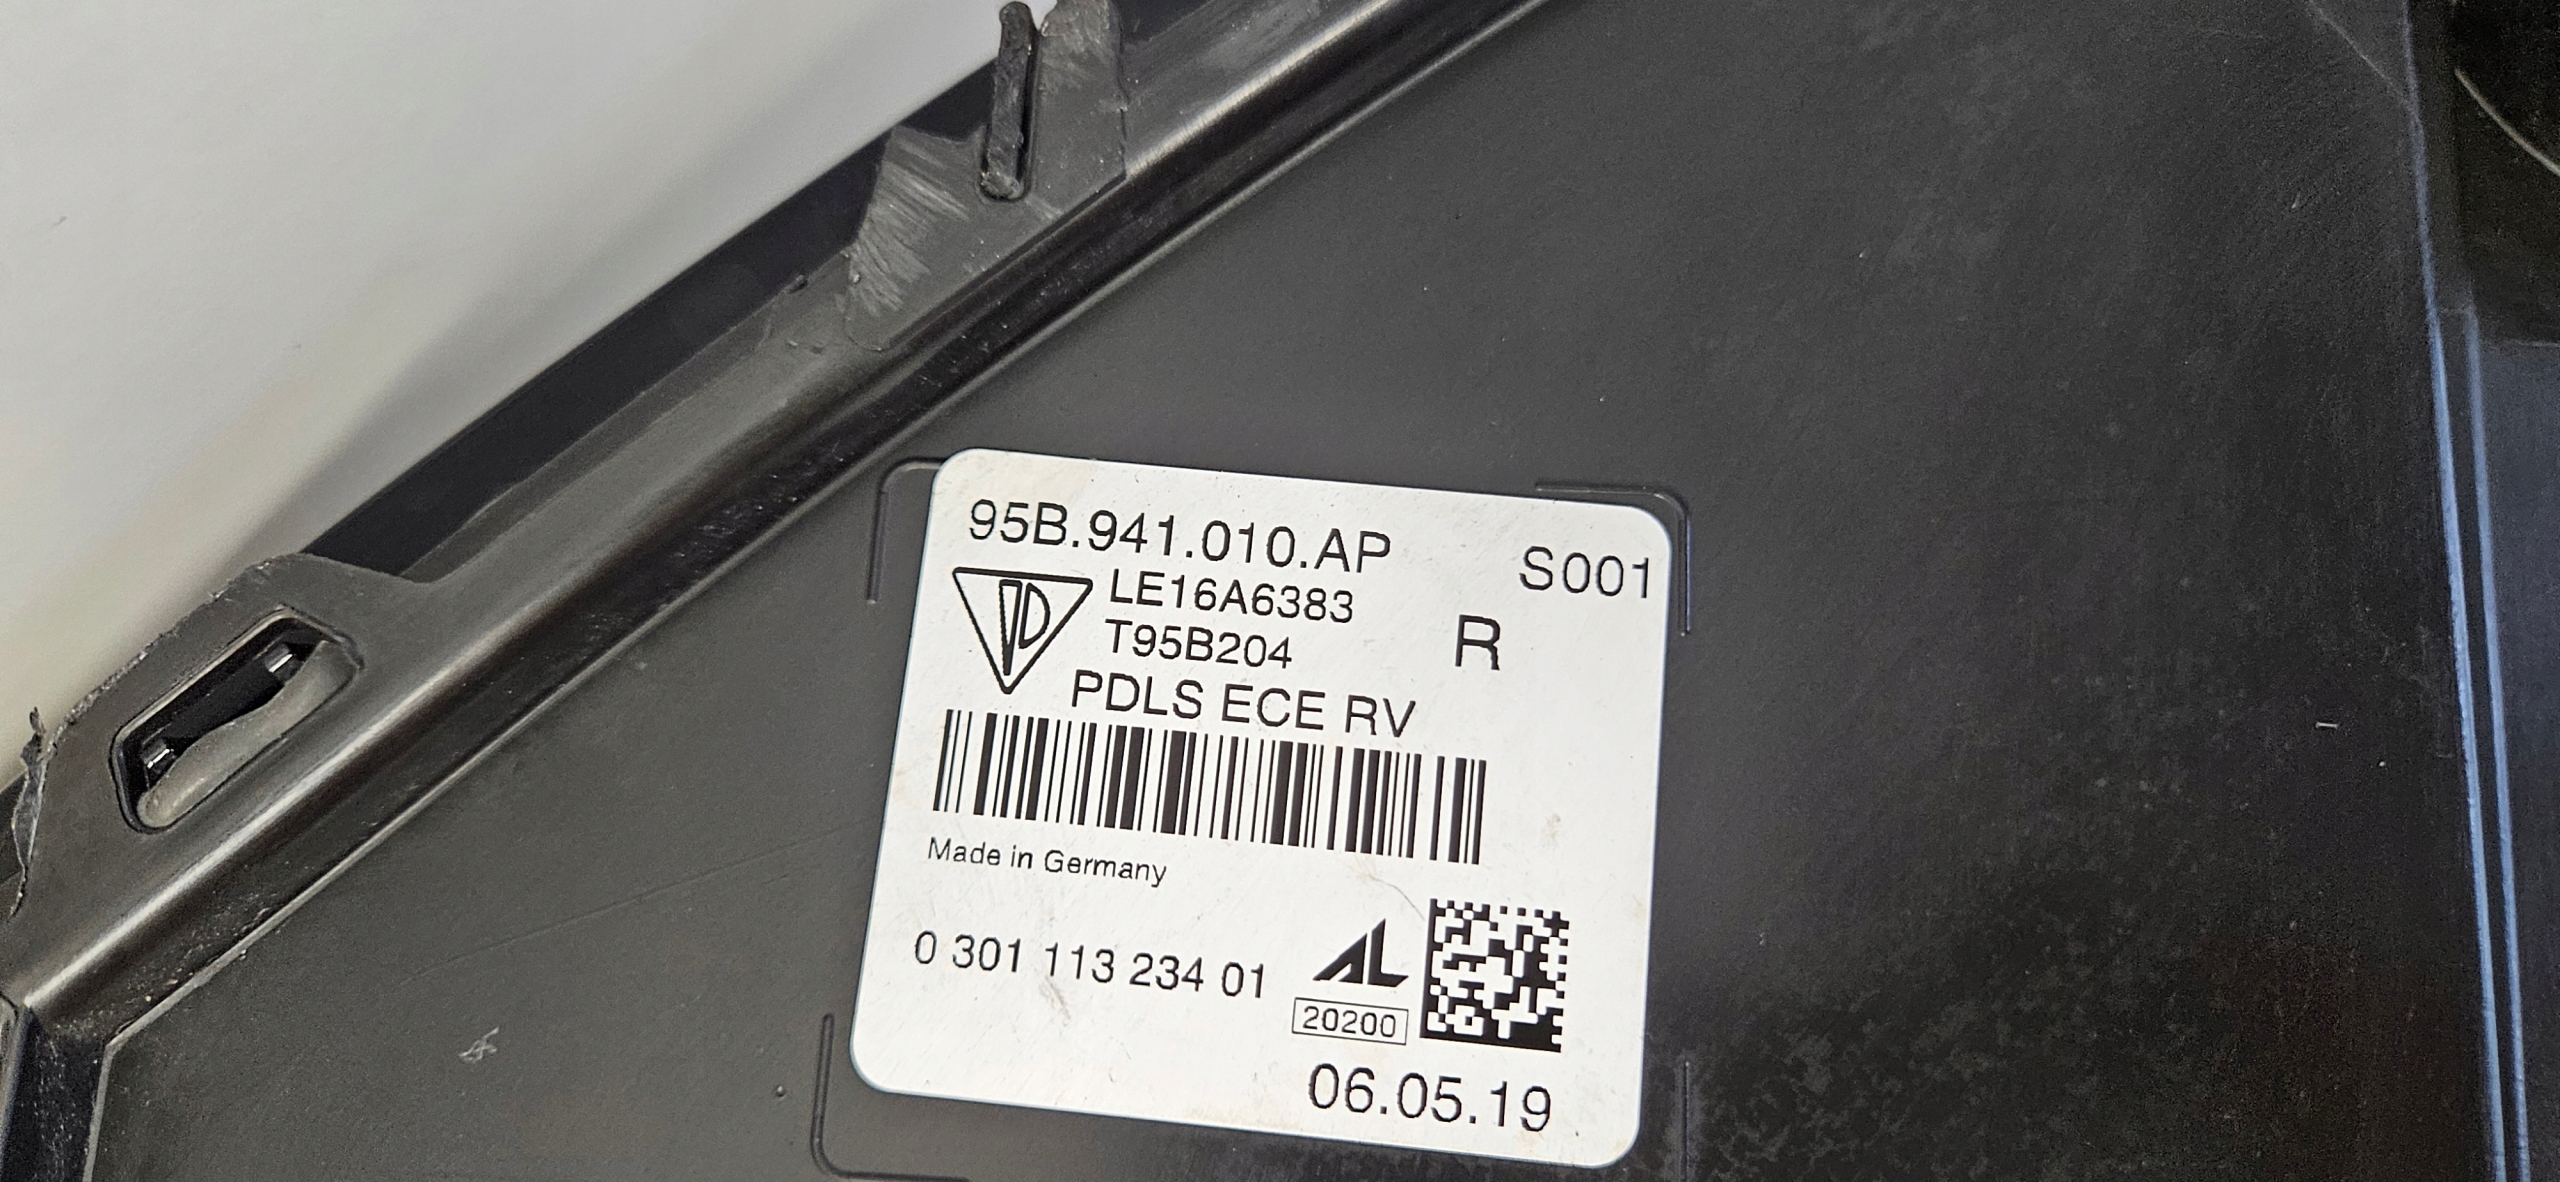 95B.941.010.AP S001
LE16A6383
T95B204 R
PDLS ECE RV
Made in Germany
0 301 113 234 01 AL
20200
06.05.19